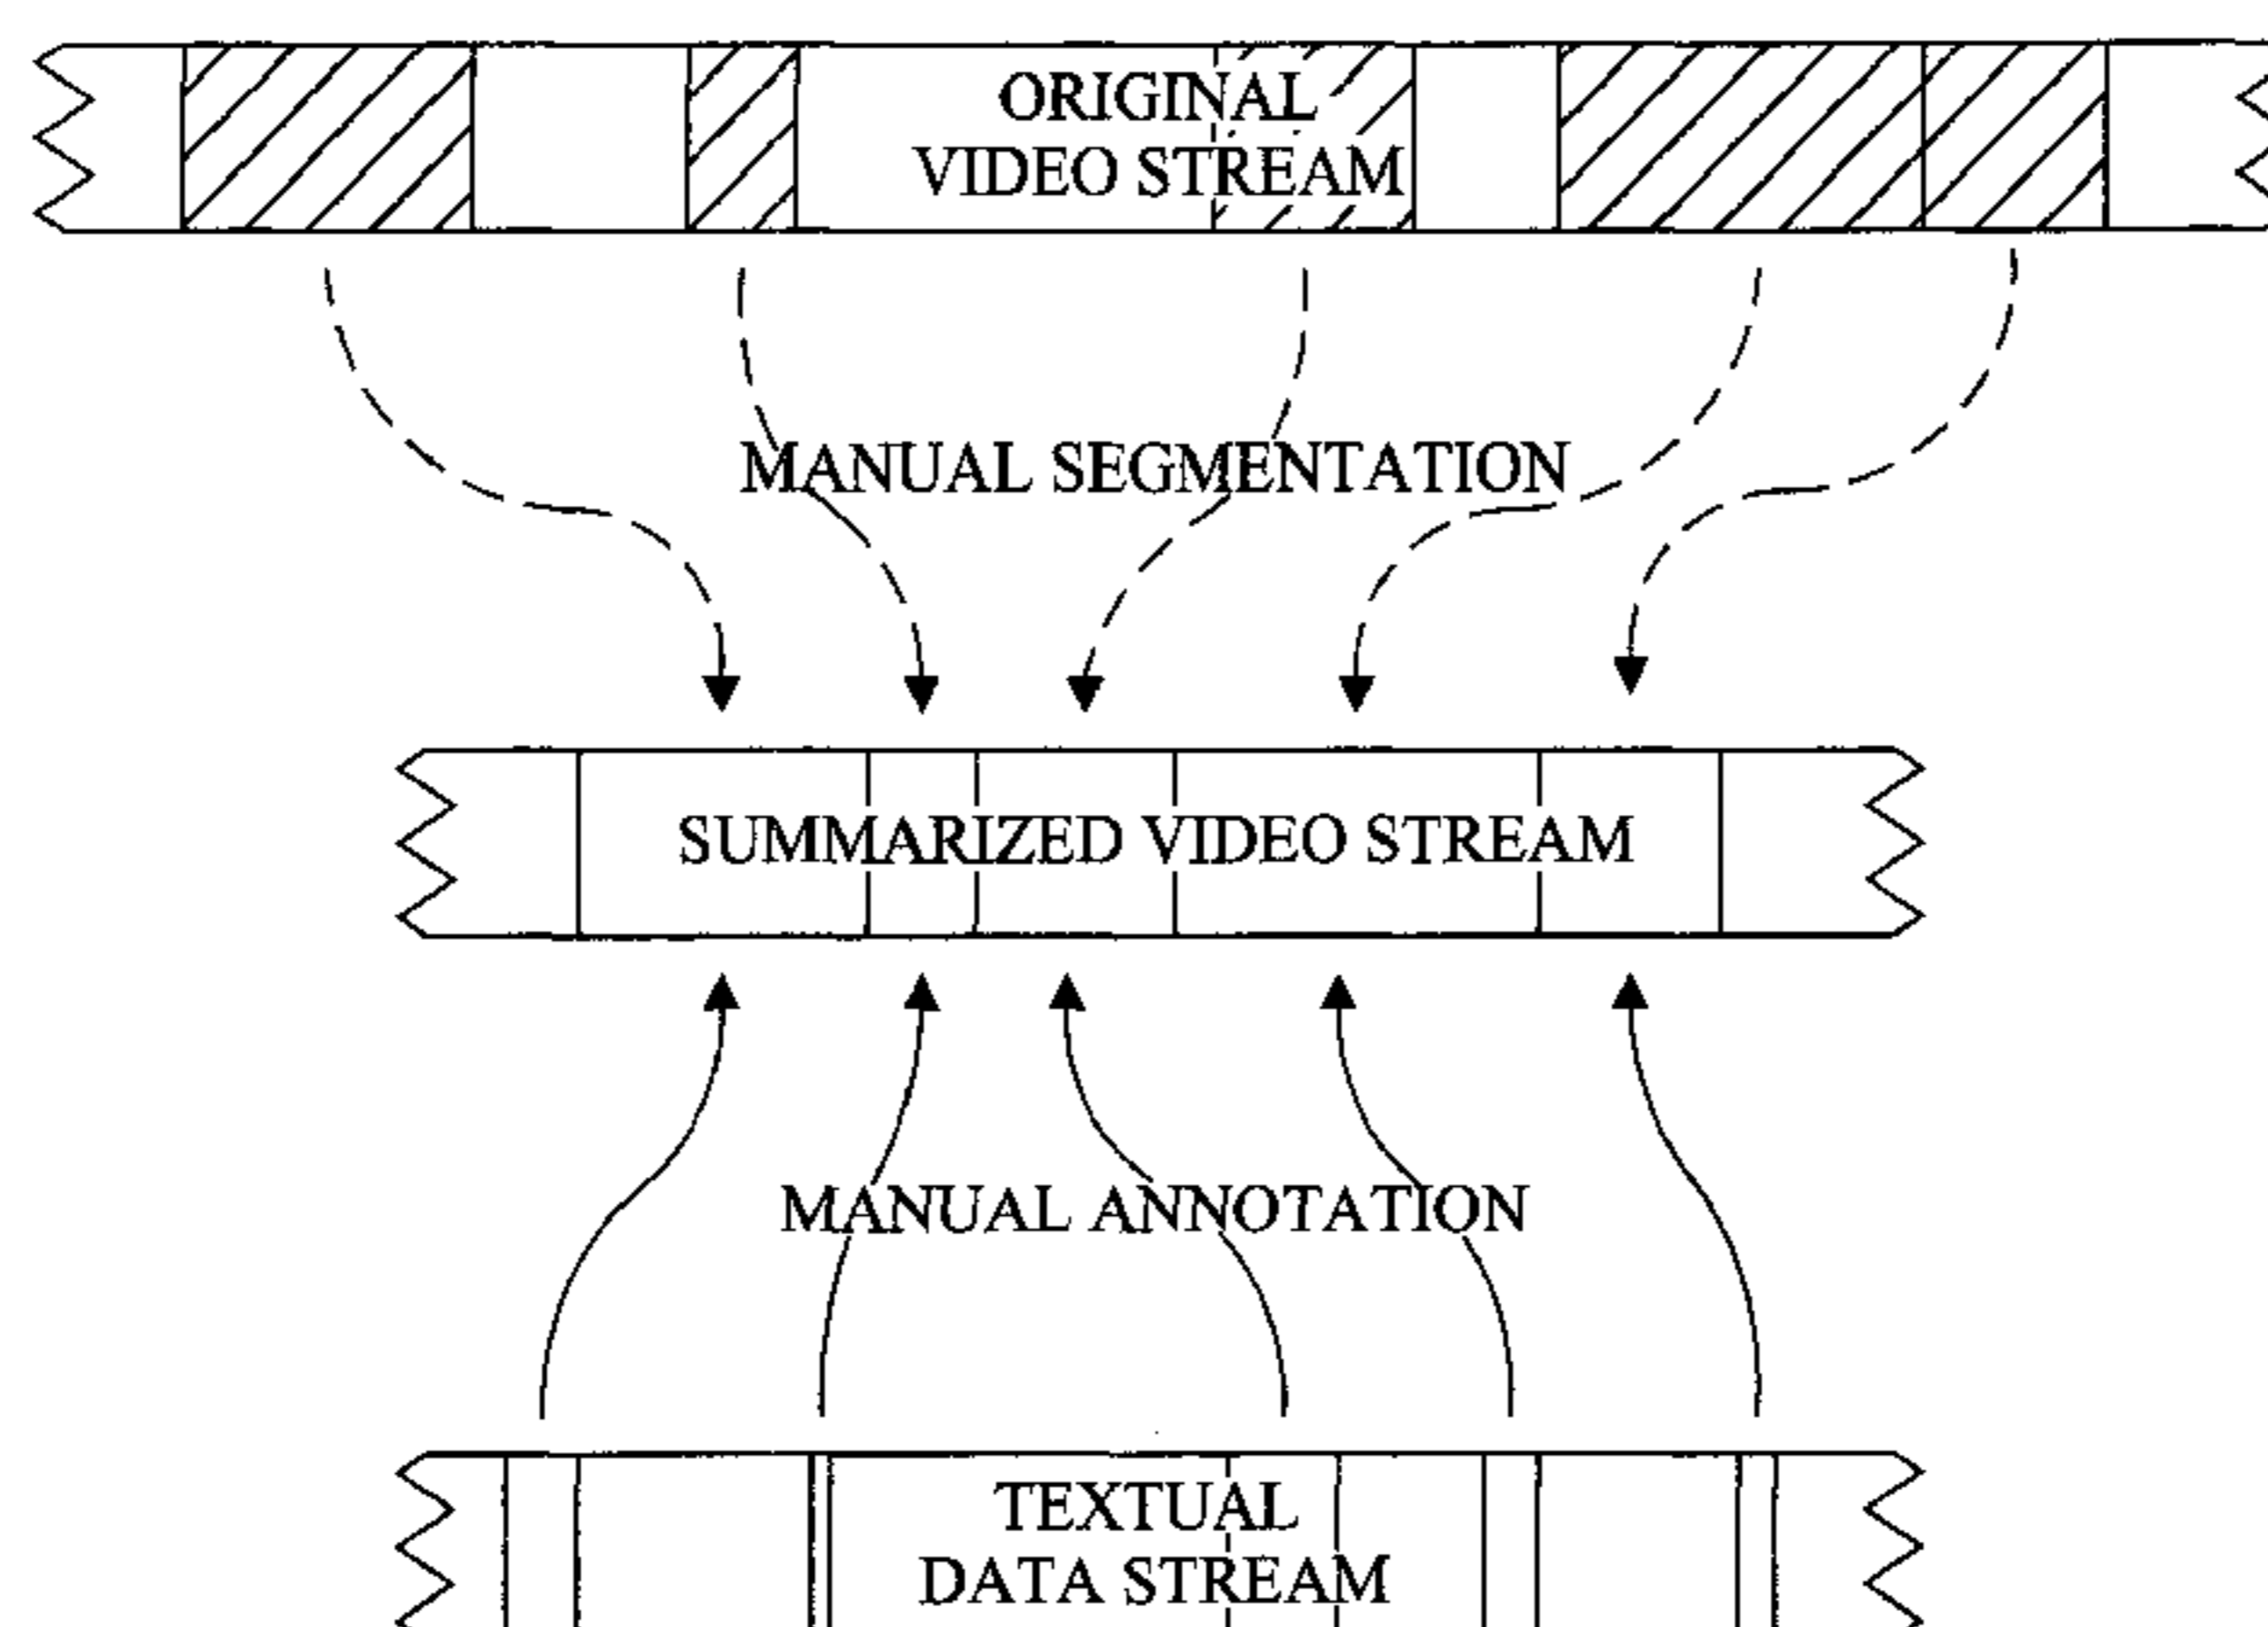 ORIGINAL
VIDEO STREAM
MANUAL SEGMENTATION
SUMMARIZED VIDEO STREAM
MANUAL ANNOTATION
TEXTUAL
DATA STREAM